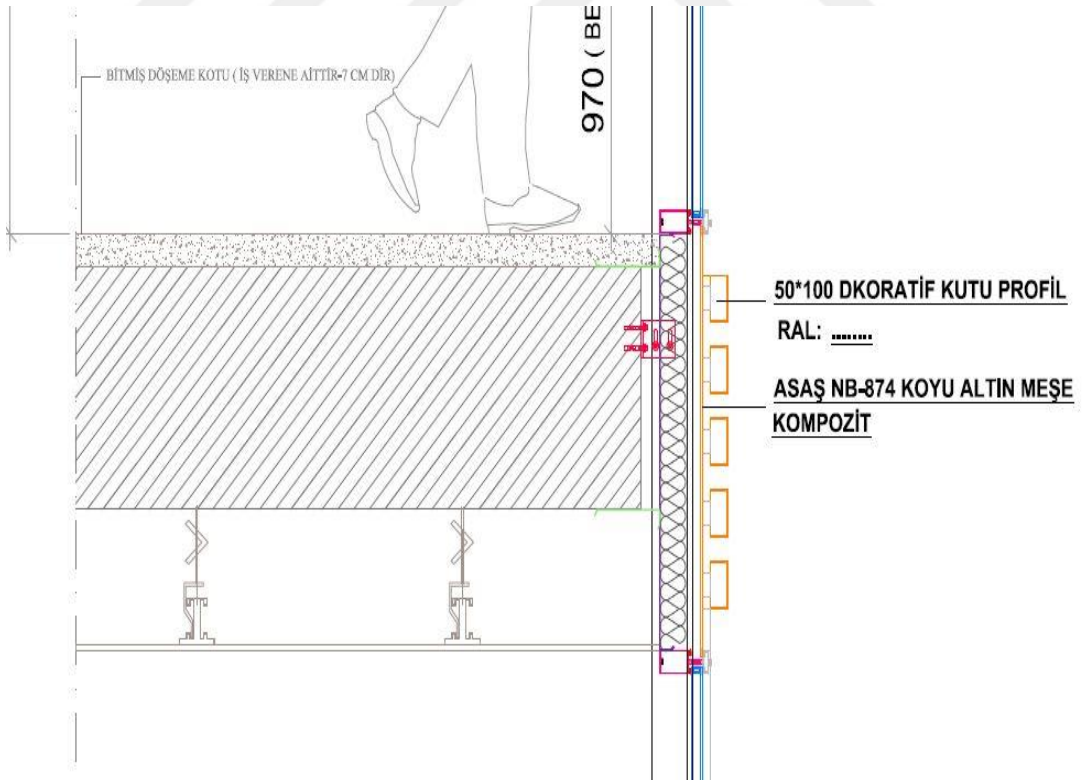 BİTMİŞ DÖŞEME KOTU ( İŞ VERENE AİTTİR-7 CM DİR)
970 ( BE
50*100 DKORATİF KUTU PROFİL
RAL: ........
ASAŞ NB-874 KOYU ALTIN MEŞE
KOMPOZİT